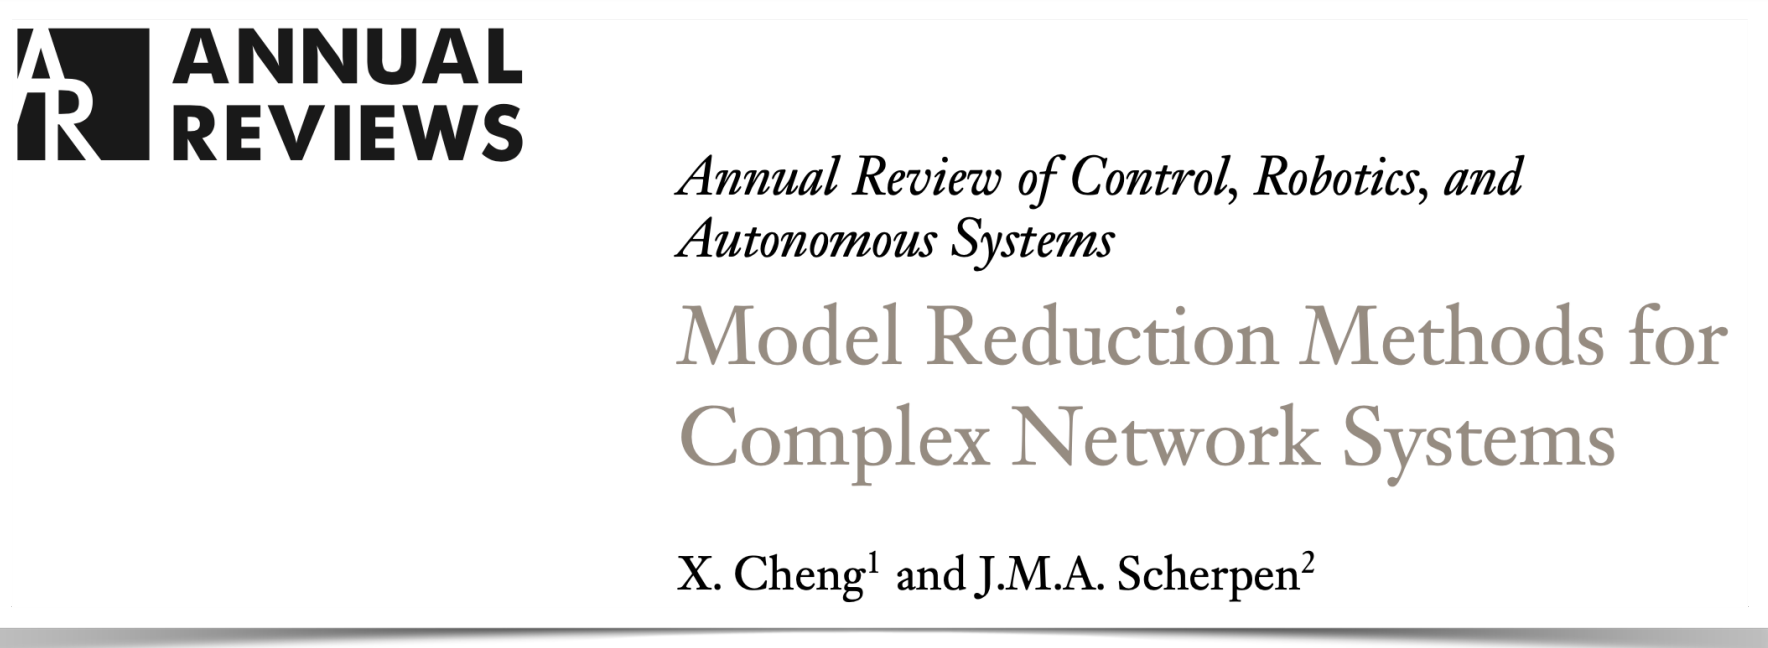 AR
ANNUAL
REVIEWS
Annual Review of Control, Robotics, and
Autonomous Systems
Model Reduction Methods for
Complex Network Systems
X. Cheng¹ and J.M.A. Scherpen²